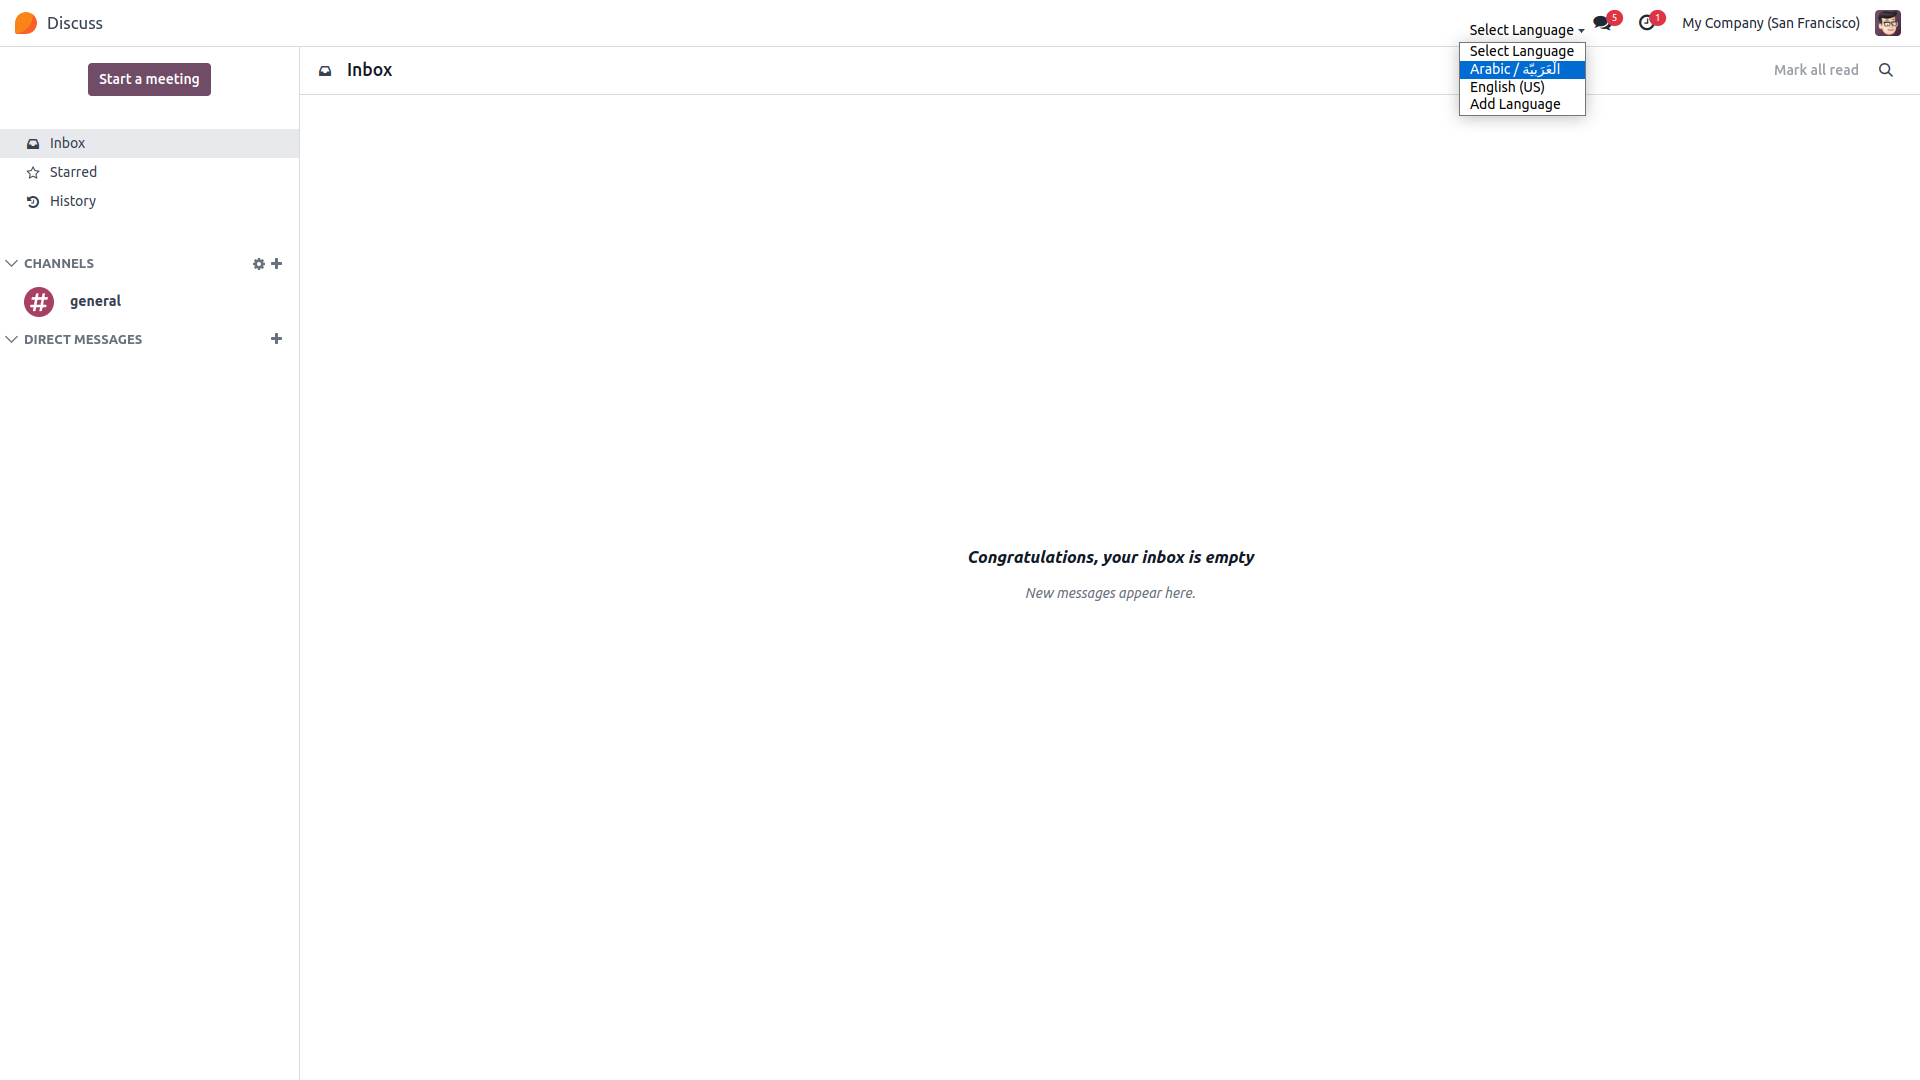 Discuss
Select Language
5
1
My Company (San Francisco)
Select Language
Arabic / الْعَرَبيّة
English (US)
Add Language
Start a meeting
Inbox
Mark all read
Inbox
Starred
History
CHANNELS
general
DIRECT MESSAGES
Congratulations, your inbox is empty
New messages appear here.